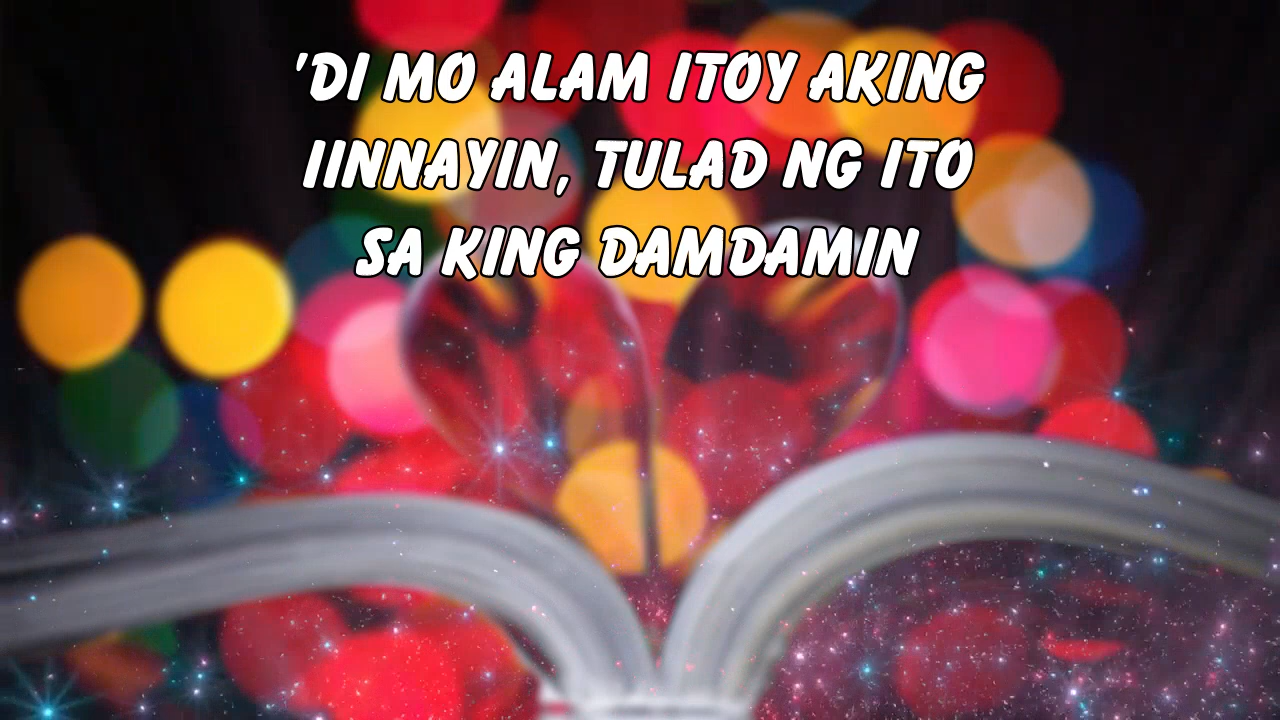 'DI MO ALAM ITOY AKING
IINNAYIN, TULAD NG ITO
SA KING DAMDAMIN